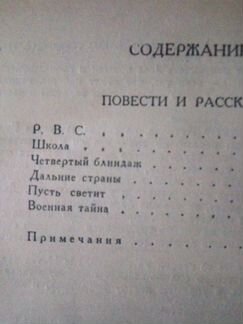 СОДЕРЖАНИ
ПОВЕСТИ И РАССК
Р. В. С. . . . . . .
Школа . . . . . . .
Четвертый блиндаж . . . . .
Дальние страны . . . . . .
Пусть светит . . . . . .
Военная тайна . . . . . .
Примечания . . . . . .